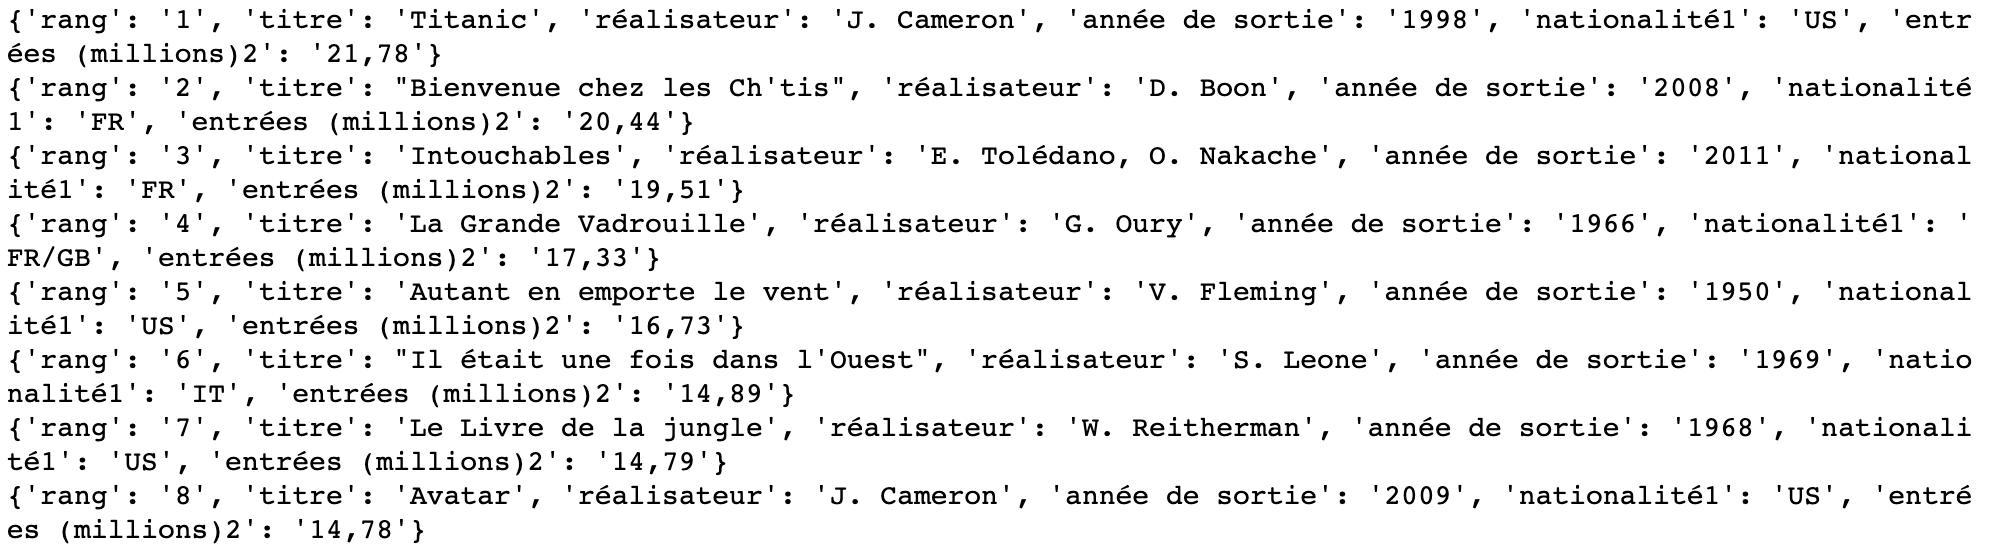 {'rang': '1', 'titre': 'Titanic', 'réalisateur': 'J. Cameron', 'année de sortie': '1998', 'nationalité1': 'US', 'entr
ées (millions)2': '21,78'}
{'rang': '2', 'titre': "Bienvenue chez les Ch'tis", 'réalisateur': 'D. Boon', 'année de sortie': '2008', 'nationalité
1': 'FR', 'entrées (millions)2': '20,44'}
{'rang': '3', 'titre': 'Intouchables', 'réalisateur': 'E. Tolédano, O. Nakache', 'année de sortie': '2011', 'national
ité1': 'FR', 'entrées (millions)2': '19,51'}
{'rang': '4', 'titre': 'La Grande Vadrouille', 'réalisateur': 'G. Oury', 'année de sortie': '1966', 'nationalité1': '
FR/GB', 'entrées (millions)2': '17,33'}
{'rang': '5', 'titre': 'Autant en emporte le vent', 'réalisateur': 'V. Fleming', 'année de sortie': '1950', 'national
ité1': 'US', 'entrées (millions)2': '16,73'}
{'rang': '6', 'titre': "Il était une fois dans l'Ouest", 'réalisateur': 'S. Leone', 'année de sortie': '1969', 'natio
nalité1': 'IT', 'entrées (millions)2': '14,89'}
{'rang': '7', 'titre': 'Le Livre de la jungle', 'réalisateur': 'W. Reitherman', 'année de sortie': '1968', 'nationali
té1': 'US', 'entrées (millions)2': '14,79'}
{'rang': '8', 'titre': 'Avatar', 'réalisateur': 'J. Cameron', 'année de sortie': '2009', 'nationalité1': 'US', 'entré
es (millions)2': '14,78'}